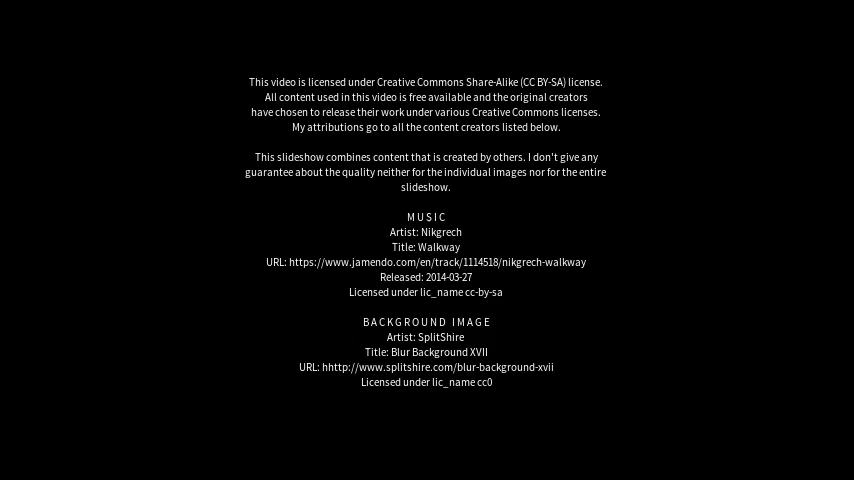 This video is licensed under Creative Commons Share-Alike (CC BY-SA) license.
All content used in this video is free available and the original creators
have chosen to release their work under various Creative Commons licenses.
My attributions go to all the content creators listed below.
This slideshow combines content that is created by others. I don't give any
guarantee about the quality neither for the individual images nor for the entire
slideshow.
MUSIC
Artist: Nikgrech
Title: Walkway
URL: https://www.jamendo.com/en/track/1114518/nikgrech-walkway
Released: 2014-03-27
Licensed under lic_name cc-by-sa
BACKGROUND IMAGE
Artist: SplitShire
Title: Blur Background XVII
URL: hhttp://www.splitshire.com/blur-background-xvii
Licensed under lic_name cc0